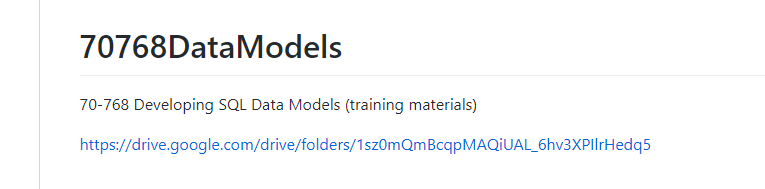 70768DataModels
70-768 Developing SQL Data Models (training materials)
https://drive.google.com/drive/folders/1sz0mQmBcqpMAQiUAL_6hv3XPIlrHedq5